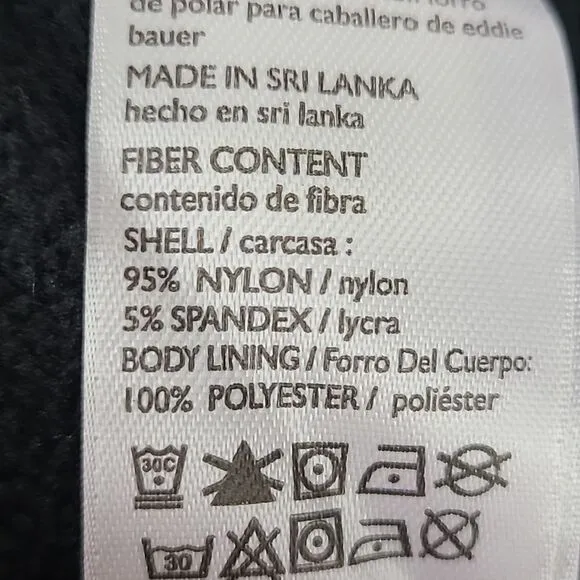 de polar para caballero de eddie
bauer
MADE IN SRI LANKA
hecho en sri lanka
FIBER CONTENT
contenido de fibra
SHELL / carcasa :
95% NYLON / nylon
5% SPANDEX / lycra
BODY LINING / Forro Del Cuerpo:
100% POLYESTER / poliéster
30C
30